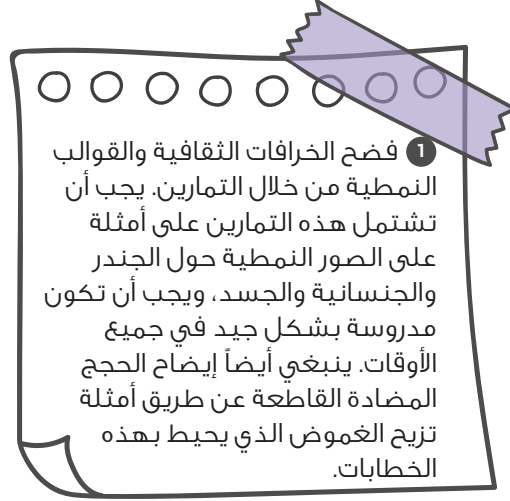 1 فضح الخرافات الثقافية والقوالب
النمطية من خلال التمارين. يجب أن
تشتمل هذه التمارين على أمثلة
على الصور النمطية حول الجندر
والجنسانية والجسد، ويجب أن تكون
مدروسة بشكل جيد في جميع
الأوقات. ينبغي أيضاً إيضاح الحجج
المضادة القاطعة عن طريق أمثلة
تزيح الغموض الذي يحيط بهذه
الخطابات.